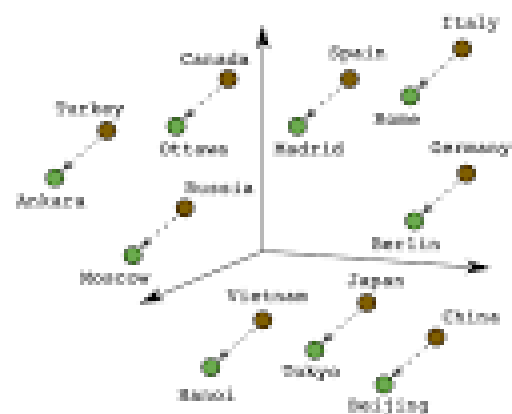 Italy
Canada
Spain
Turkey
Rome
Ottawa
Madrid
Germany
Ankara
Russia
Berlin
Moscow
Vietnam
Japan
China
Tokyo
Hanoi
Beijing